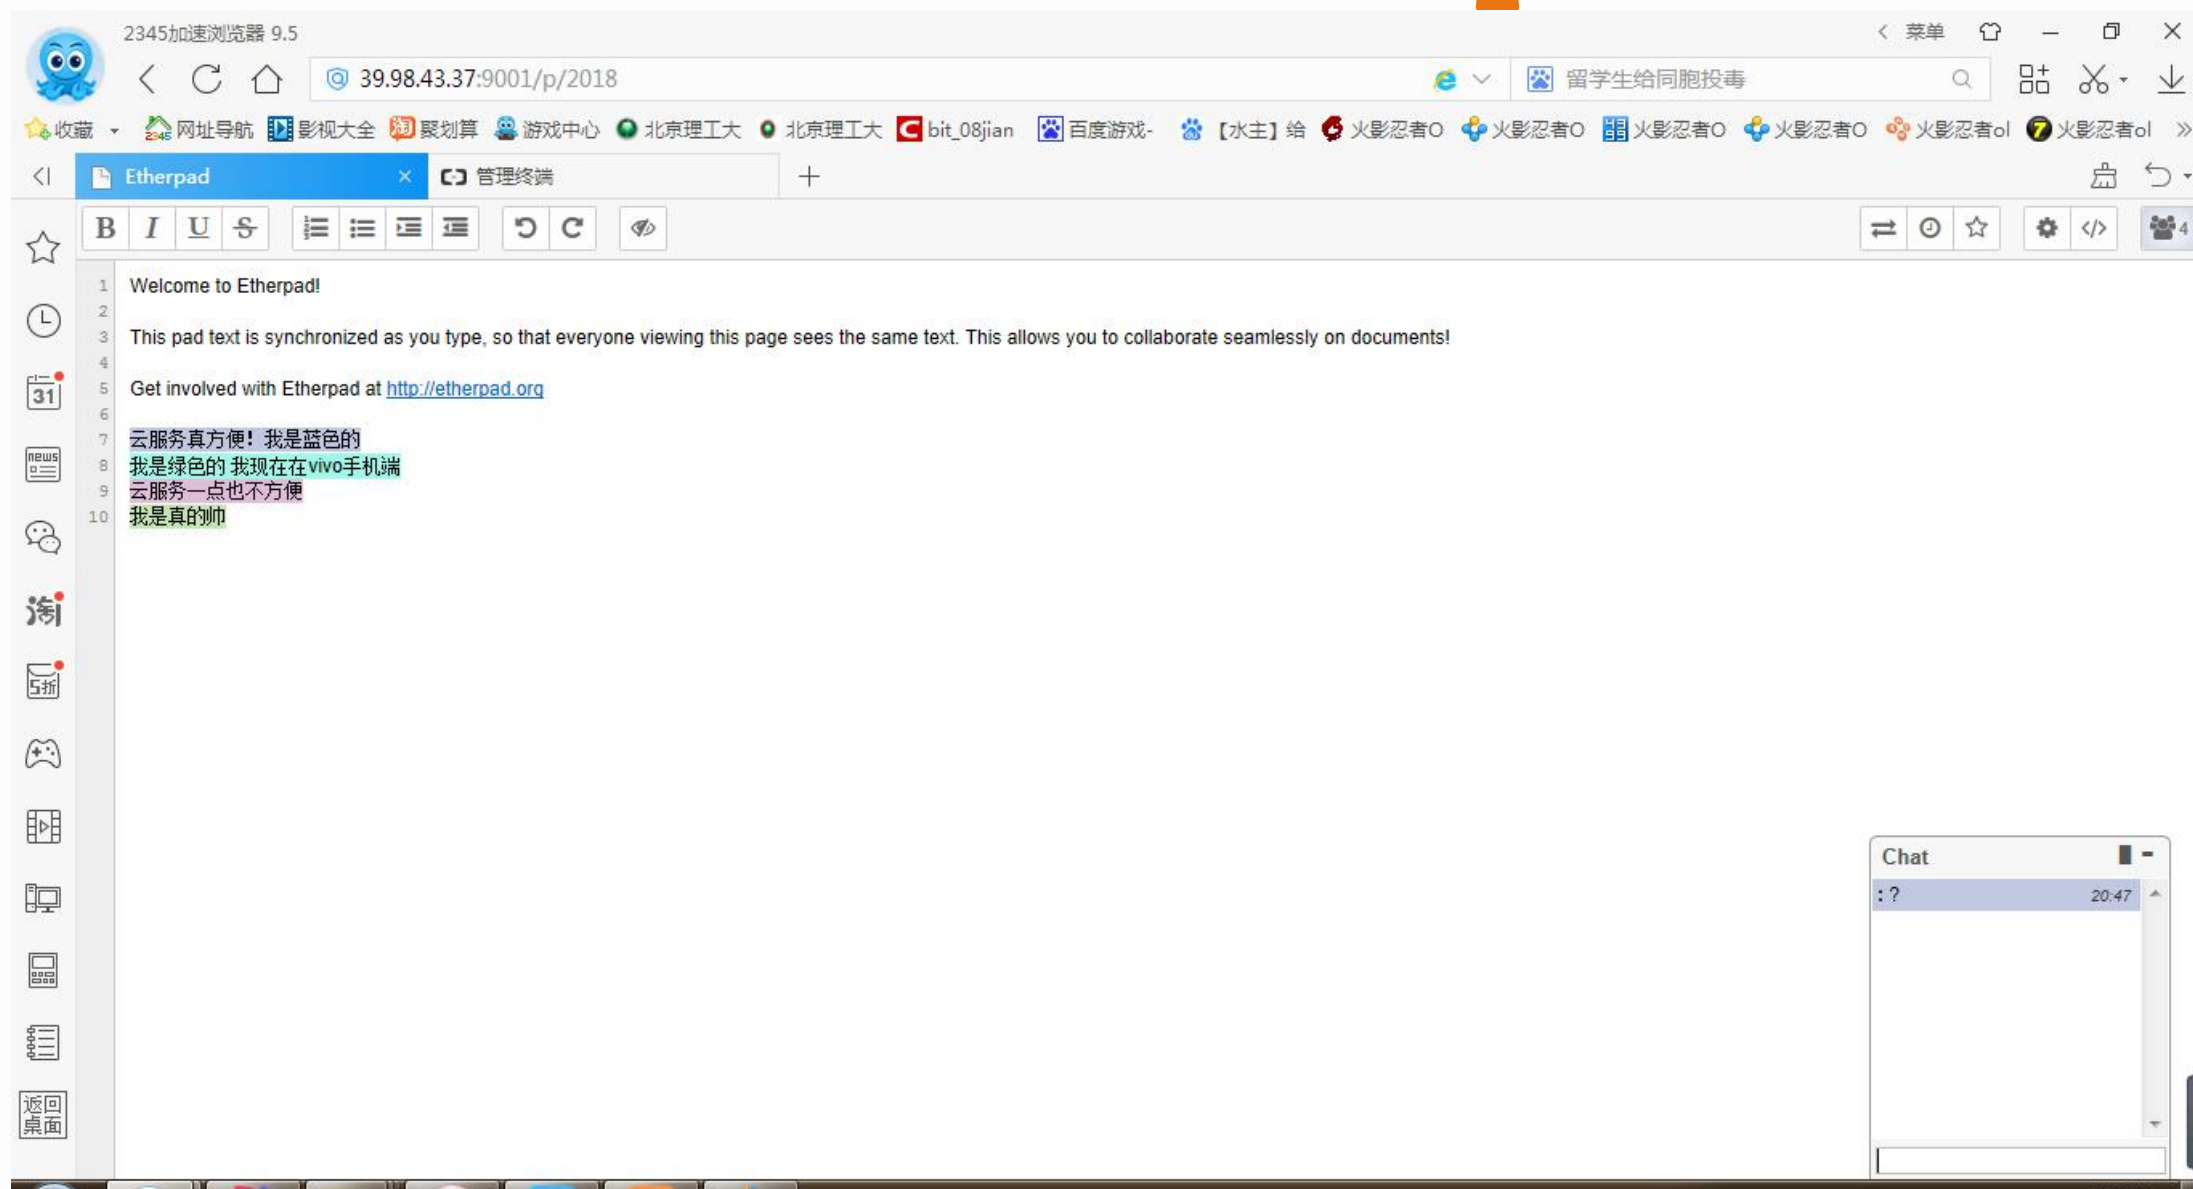 2345加速浏览器 9.5
菜单
39.98.43.37:9001/p/2018
留学生给同胞投毒
收藏 网址导航 影视大全 聚划算 游戏中心 北京理工大 北京理工大 bit_08jian 百度游戏- 【水主】给 火影忍者O 火影忍者O 火影忍者O 火影忍者O 火影忍者ol 火影忍者ol
Etherpad 管理终端
B I U S 4
1 Welcome to Etherpad!
2
3 This pad text is synchronized as you type, so that everyone viewing this page sees the same text. This allows you to collaborate seamlessly on documents!
4
5 Get involved with Etherpad at http://etherpad.org
6
7 云服务真方便！我是蓝色的
8 我是绿色的 我现在在vivo手机端
9 云服务一点也不方便
10 我是真的帅
31
news
淘
5折
返回
桌面
Chat
: ? 20:47